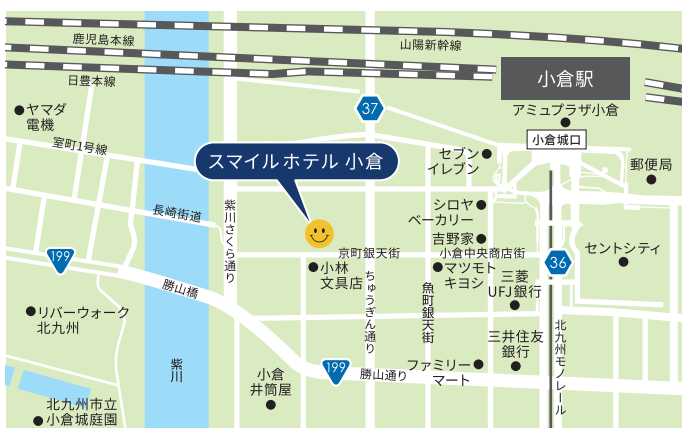 鹿児島本線
山陽新幹線
日豊本線
小倉駅
アミュプラザ小倉
ヤマダ
電機
37
小倉城口
室町1号線
セブン
イレブン
スマイルホテル 小倉
郵便局
長崎街道
紫川さくら通り
シロヤ
ベーカリー
吉野家
セントシティ
京町銀天街
小倉中央商店街
199
36
小林
文具店
マツモト
キヨシ
三菱
UFJ銀行
勝山橋
ちゅうぎん通り
魚町銀天街
リバーウォーク
北九州
北九州モノレール
三井住友
銀行
紫川
199
勝山通り
ファミリー
マート
小倉
井筒屋
北九州市立
小倉城庭園